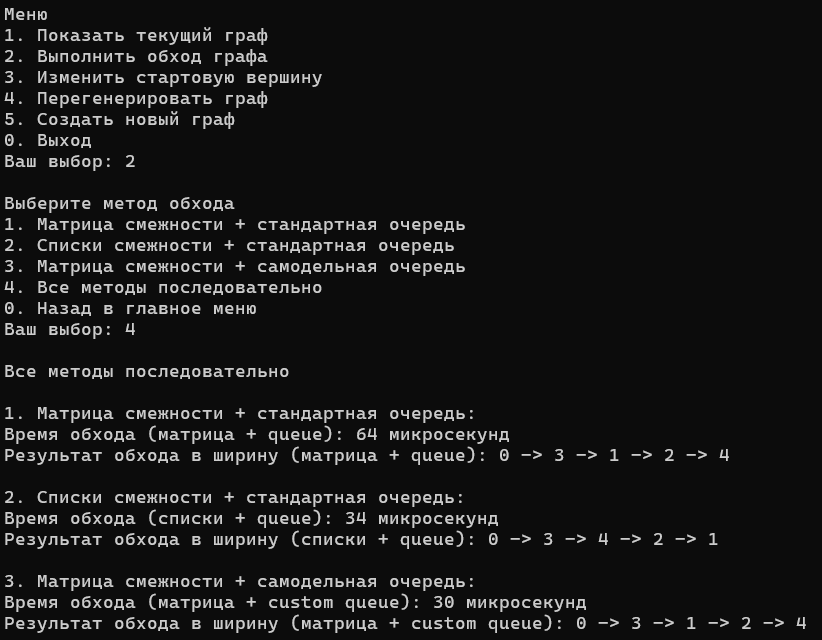 Меню
1. Показать текущий граф
2. Выполнить обход графа
3. Изменить стартовую вершину
4. Перегенерировать граф
5. Создать новый граф
0. Выход
Ваш выбор: 2
Выберите метод обхода
1. Матрица смежности + стандартная очередь
2. Списки смежности + стандартная очередь
3. Матрица смежности + самодельная очередь
4. Все методы последовательно
0. Назад в главное меню
Ваш выбор: 4
Все методы последовательно
1. Матрица смежности + стандартная очередь:
Время обхода (матрица + queue): 64 микросекунд
Результат обхода в ширину (матрица + queue): 0 -> 3 -> 1 -> 2 -> 4
2. Списки смежности + стандартная очередь:
Время обхода (списки + queue): 34 микросекунд
Результат обхода в ширину (списки + queue): 0 -> 3 -> 4 -> 2 -> 1
3. Матрица смежности + самодельная очередь:
Время обхода (матрица + custom queue): 30 микросекунд
Результат обхода в ширину (матрица + custom queue): 0 -> 3 -> 1 -> 2 -> 4